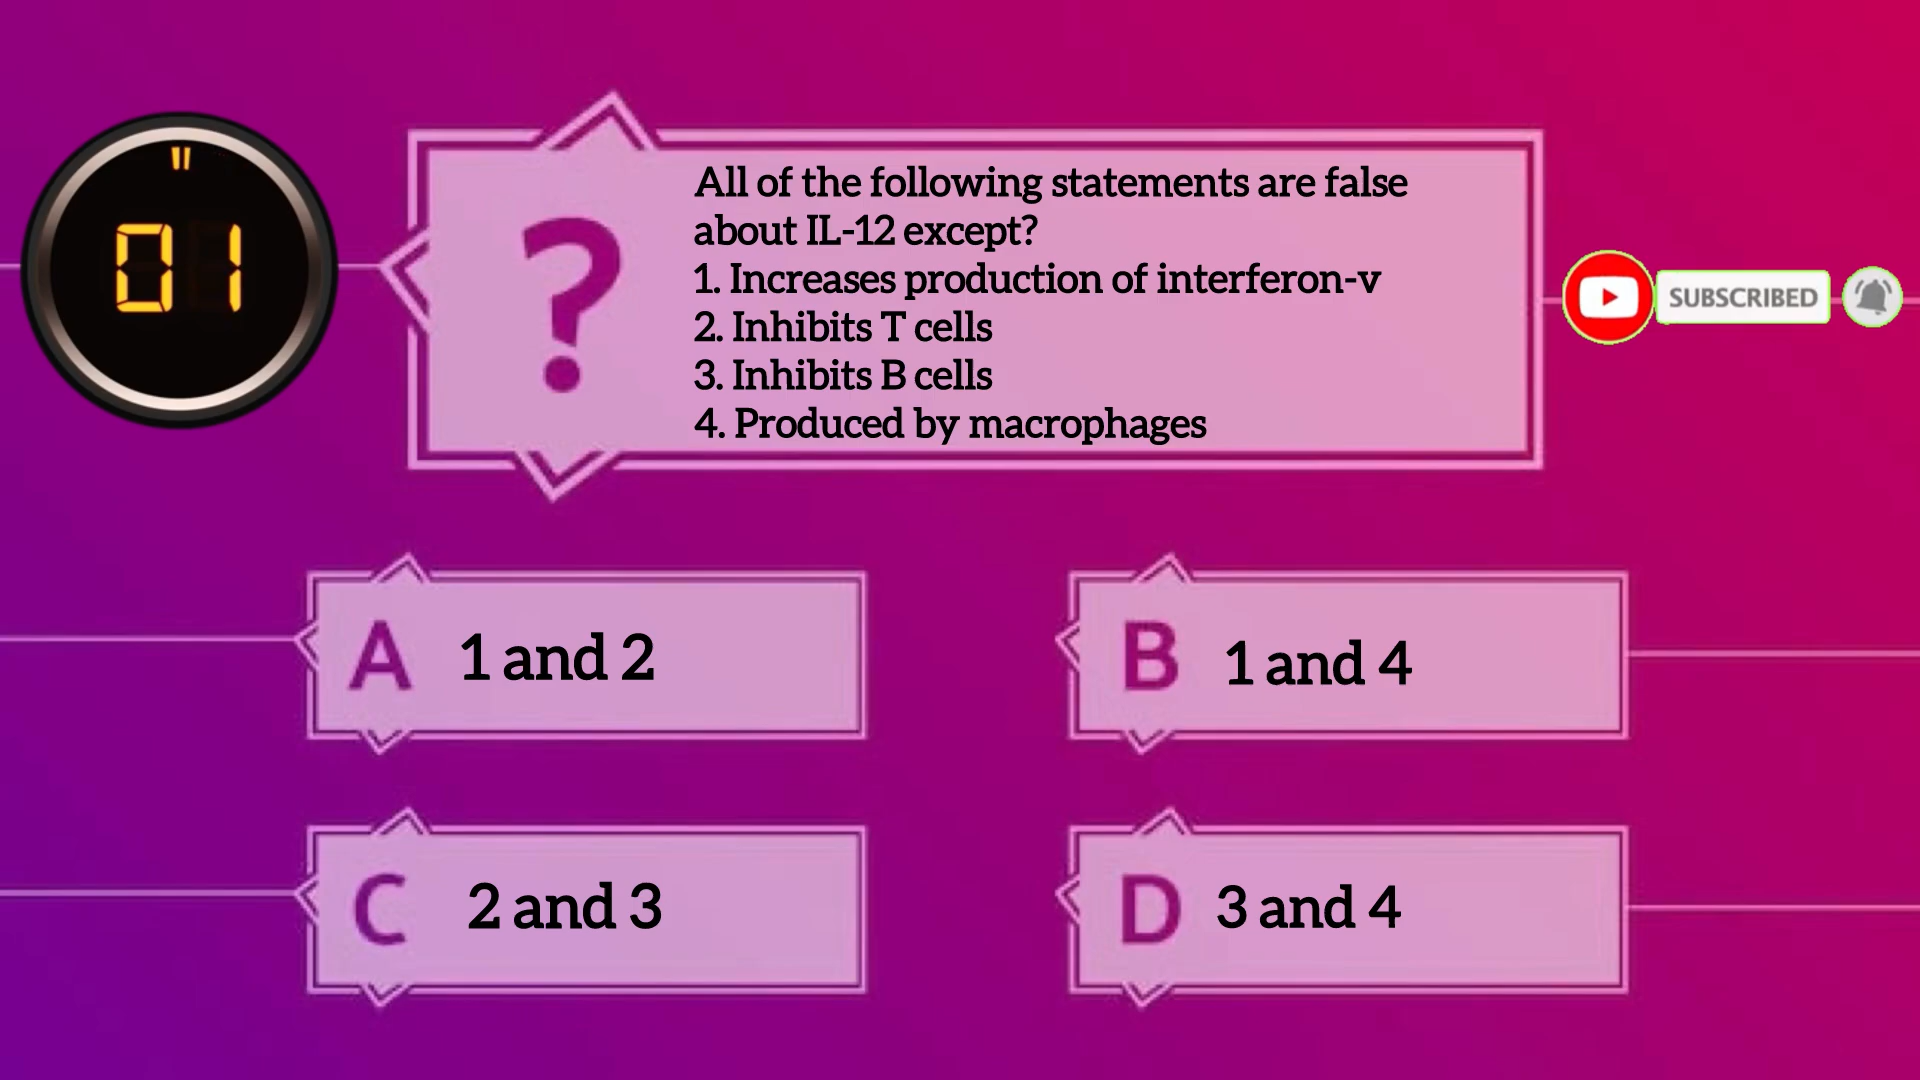 "
01
All of the following statements are false
about IL-12 except?
1. Increases production of interferon-v
2. Inhibits T cells
3. Inhibits B cells
4. Produced by macrophages
?
SUBSCRIBED
A 1 and 2
B 1 and 4
C 2 and 3
D 3 and 4